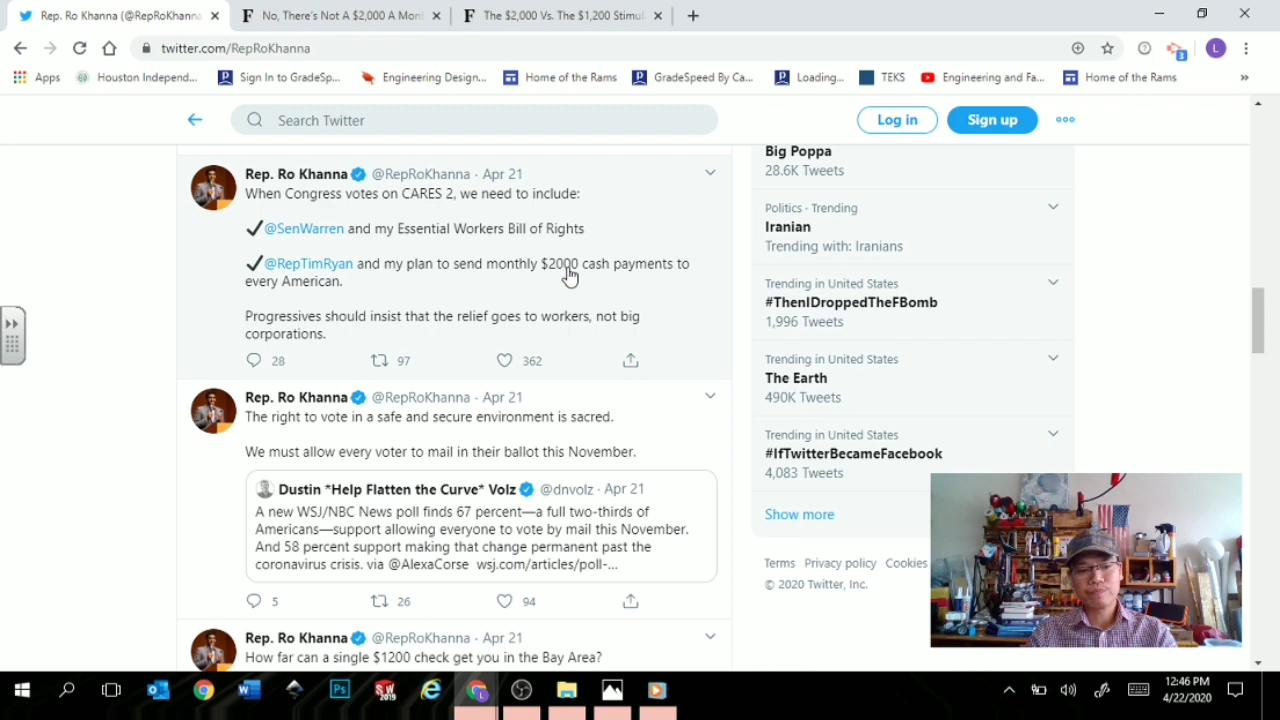 Rep. Ro Khanna (@RepRoKhanna
No, There's Not A $2,000 A Mon
The $2,000 Vs. The $1,200 Stimul
twitter.com/RepRoKhanna
L
3
Apps
Houston Independ...
Sign In to GradeSp...
Engineering Design...
Home of the Rams
GradeSpeed By Ca...
Loading...
TEKS
Engineering and Fa...
Home of the Rams
»
Search Twitter
Log in
Sign up
Rep. Ro Khanna @RepRoKhanna · Apr 21
When Congress votes on CARES 2, we need to include:
✔@SenWarren and my Essential Workers Bill of Rights
✔@RepTimRyan and my plan to send monthly $2000 cash payments to
every American.
Progressives should insist that the relief goes to workers, not big
corporations.
28
97
362
Rep. Ro Khanna @RepRoKhanna · Apr 21
The right to vote in a safe and secure environment is sacred.
We must allow every voter to mail in their ballot this November.
Dustin *Help Flatten the Curve* Volz @dnvolz · Apr 21
A new WSJ/NBC News poll finds 67 percent—a full two-thirds of
Americans—support allowing everyone to vote by mail this November.
And 58 percent support making that change permanent past the
coronavirus crisis. via @AlexaCorse wsj.com/articles/poll-...
5
26
94
Rep. Ro Khanna @RepRoKhanna · Apr 21
How far can a single $1200 check get you in the Bay Area?
Big Poppa
28.6K Tweets
Politics · Trending
Iranian
Trending with: Iranians
Trending in United States
#ThenIDroppedTheFBomb
1,996 Tweets
Trending in United States
The Earth
490K Tweets
Trending in United States
#IfTwitterBecameFacebook
4,083 Tweets
Show more
Terms Privacy policy Cookies
© 2020 Twitter, Inc.
Ps
SW
2019
12:46 PM
4/22/2020